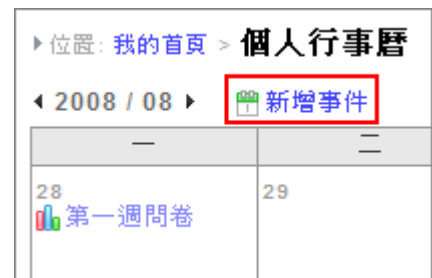 位置: 我的首頁 > 個人行事曆
2008 / 08 新增事件
一 二
28 29
第一週問卷